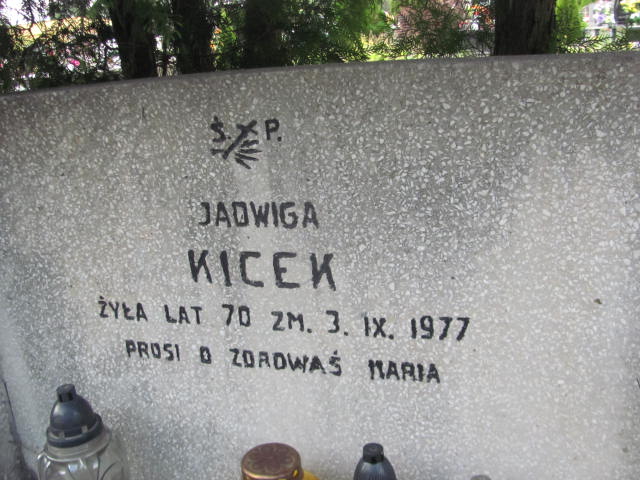 Ś. P.
JADWIGA
KICEK
ŻYŁA LAT 70 ZM. 3. IX. 1977
PROSI O ZDROWAŚ MARIA